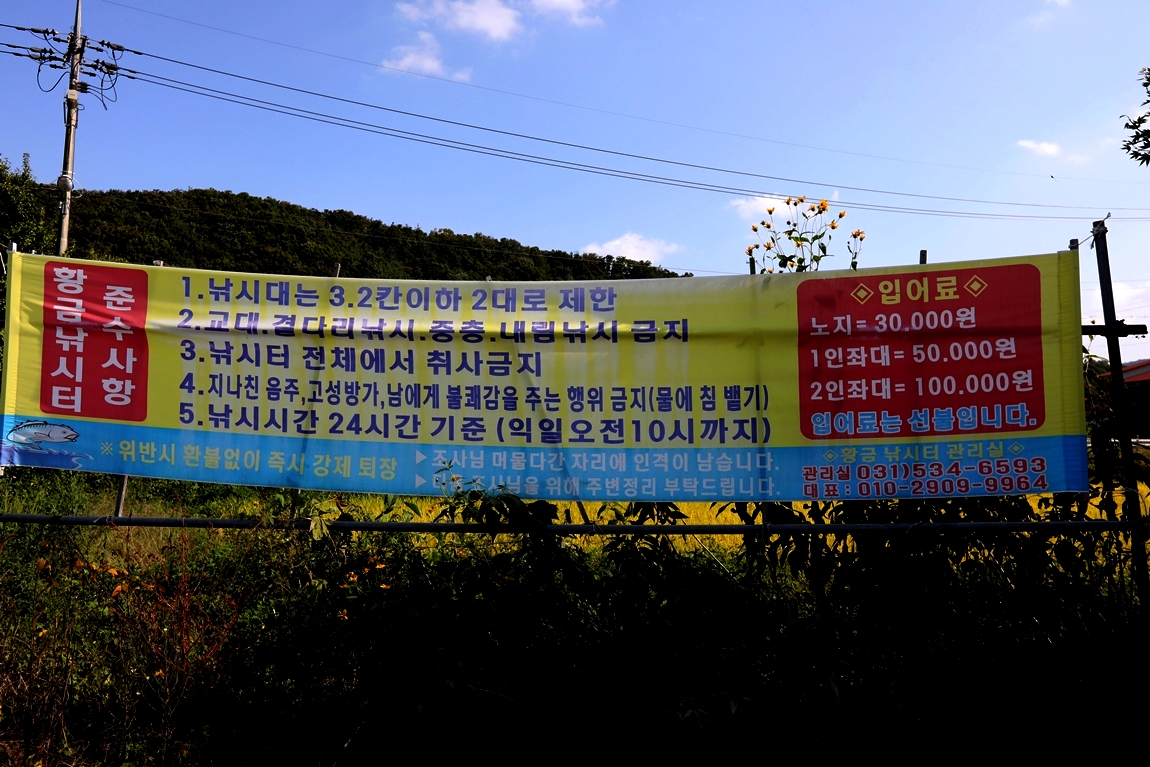 황금낚시터
준수사항
1.낚시대는 3.2칸이하 2대로 제한
2.교대.곁다리낚시.중층.내림낚시 금지
3.낚시터 전체에서 취사금지
4.지나친 음주,고성방가,남에게 불쾌감을 주는 행위 금지(물에 침 뱉기)
5.낚시시간 24시간 기준 (익일오전10시까지)
※ 위반시 환불없이 즉시 강제 퇴장
▶조사님 머물다간 자리에 인격이 남습니다.
▶ 조사님을 위해 주변정리 부탁드립니다.
◈입어료◈
노지= 30.000원
1인좌대= 50.000원
2인좌대= 100.000원
입어료는 선불입니다.
◈황금 낚시터 관리실◈
관리실 031)534-6593
대표 : 010-2909-9964